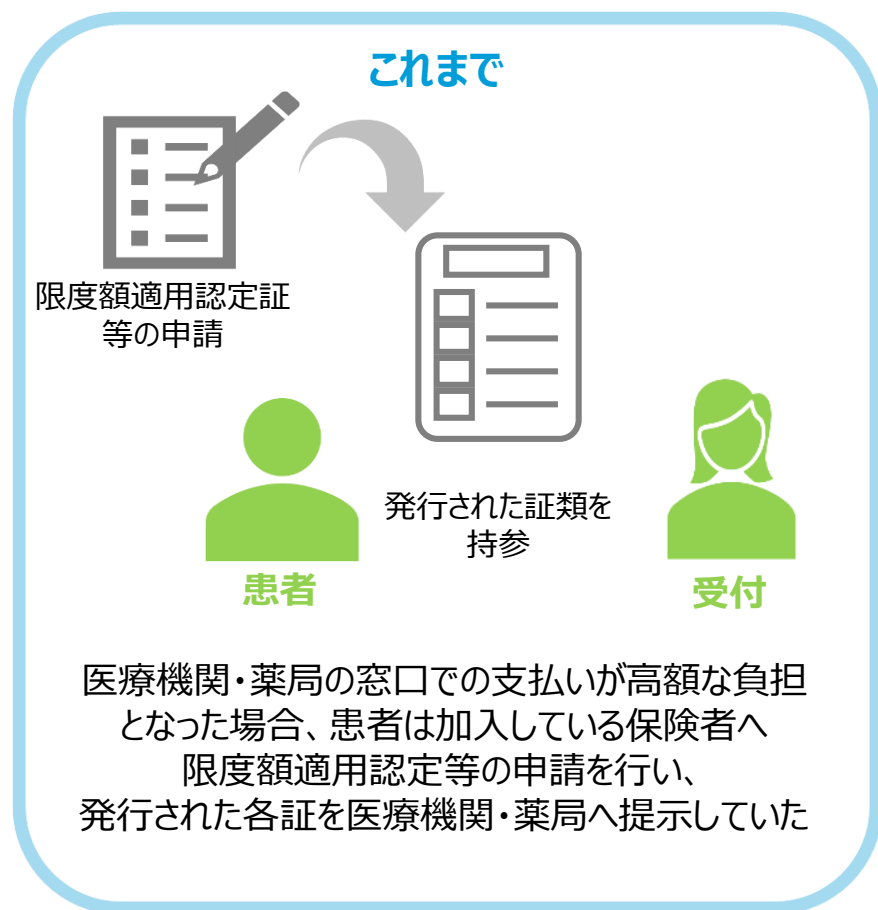 これまで
限度額適用認定証
等の申請
発行された証類を
持参
患者
受付
医療機関・薬局の窓口での支払いが高額な負担
となった場合、患者は加入している保険者へ
限度額適用認定等の申請を行い、
発行された各証を医療機関・薬局へ提示していた